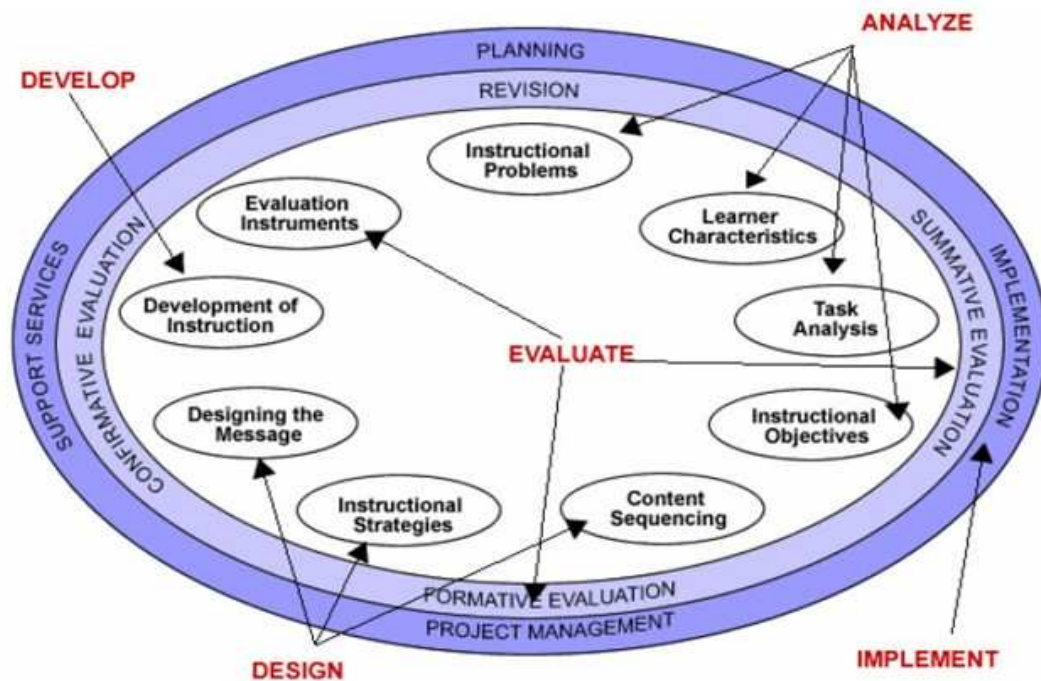 ANALYZE
PLANNING
DEVELOP
REVISION
Instructional
Problems
Evaluation
Instruments
Learner
Characteristics
SUPPORT SERVICES
CONFIRMATIVE EVALUATION
SUMMATIVE EVALUATION
IMPLEMENTATION
Development of
Instruction
Task
Analysis
EVALUATE
Designing the
Message
Instructional
Objectives
Instructional
Strategies
Content
Sequencing
FORMATIVE EVALUATION
PROJECT MANAGEMENT
DESIGN
IMPLEMENT